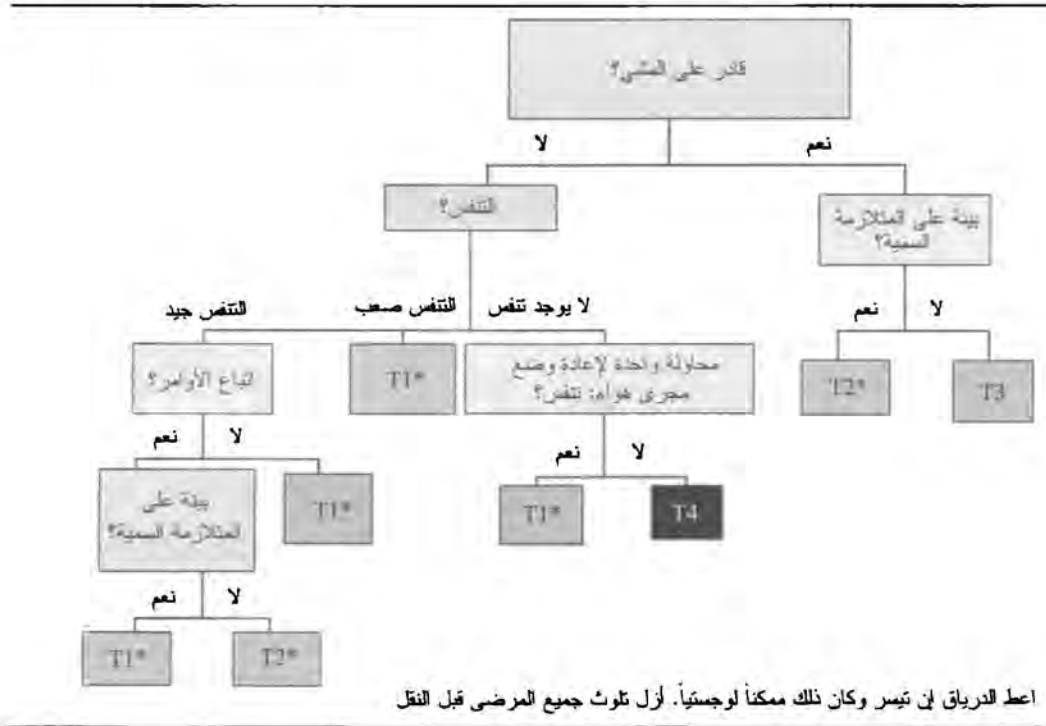 قادر على المشي؟
لا
نعم
التنفس؟
بينة على المتلازمة
السمية؟
لا يوجد تنفس
التنفس صعب
التنفس جيد
لا
نعم
محاولة واحدة لإعادة وضع
مجرى هواء: تنفس؟
T1*
اتباع الأوامر؟
T2*
T3
لا
نعم
لا
نعم
T4
T1*
T1*
بينة على
المتلازمة السمية؟
لا
نعم
T2*
T1*
اعط الدرياق إن تيسر وكان ذلك ممكناً لوجستياً. أزل تلوث جميع المرضى قبل النقل